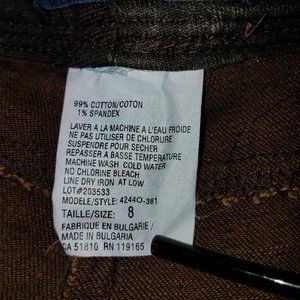 99% COTTON/COTON
1% SPANDEX
LAVER A LA MACHINE A L'EAU FROIDE
NE PAS UTILISER DE CHLORURE
SUSPENDRE POUR SECHER
REPASSER A BASSE TEMPERATURE
MACHINE WASH COLD WATER
NO CHLORINE BLEACH
LINE DRY IRON AT LOW
LOT#203533
MODELE/STYLE: 4244O-381
TAILLE/SIZE: 8
FABRIQUE EN BULGARIE/
MADE IN BULGARIA
CA 51810 RN 119165